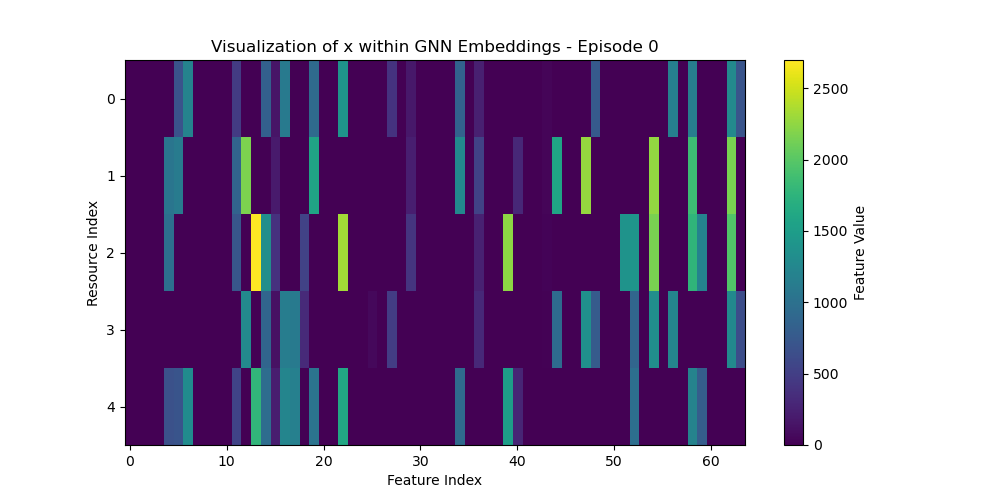 Visualization of x within GNN Embeddings - Episode 0
Resource Index
0
1
2
3
4
0 10 20 30 40 50 60
Feature Index
2500
2000
1500
1000
500
0
Feature Value